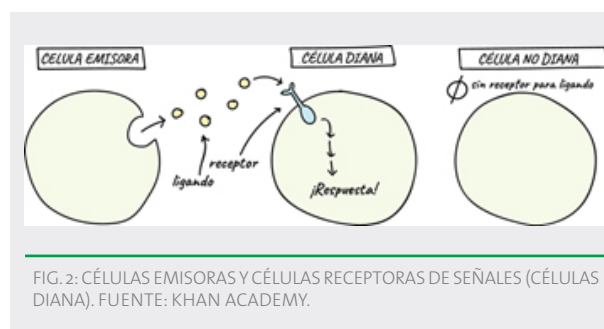 CELULA EMISORA
CÉLULA DIANA
CÉLULA NO DIANA
sin receptor para ligando
receptor
ligando
¡Respuesta!
FIG. 2: CÉLULAS EMISORAS Y CÉLULAS RECEPTORAS DE SEÑALES (CÉLULAS
DIANA). FUENTE: KHAN ACADEMY.